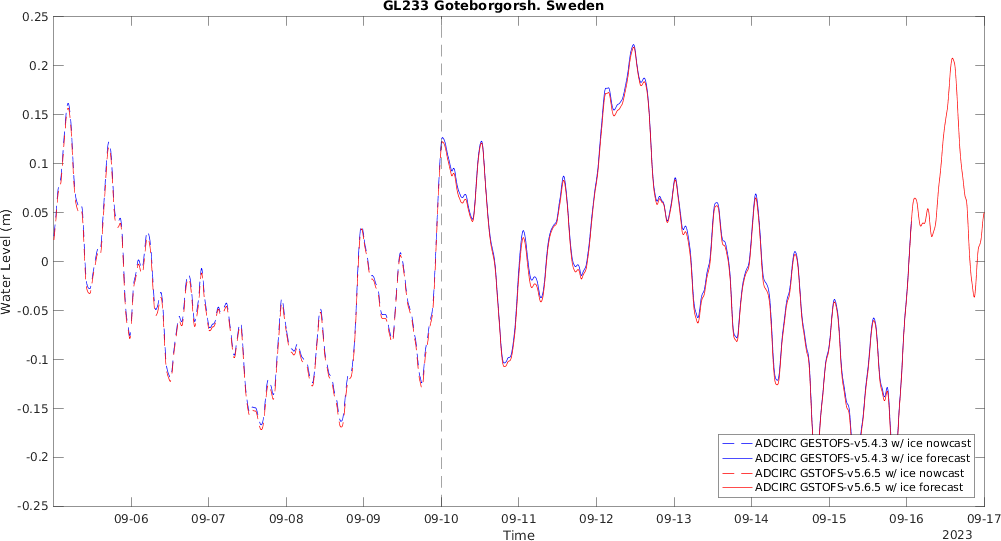 GL233 Goteborgorsh. Sweden
0.25
0.2
0.15
0.1
0.05
0
-0.05
-0.1
-0.15
-0.2
-0.25
Water Level (m)
ADCIRC GESTOFS-v5.4.3 w/ ice nowcast
ADCIRC GESTOFS-v5.4.3 w/ ice forecast
ADCIRC GSTOFS-v5.6.5 w/ ice nowcast
ADCIRC GSTOFS-v5.6.5 w/ ice forecast
09-06 09-07 09-08 09-09 09-10 09-11 09-12 09-13 09-14 09-15 09-16 09-17
Time
2023